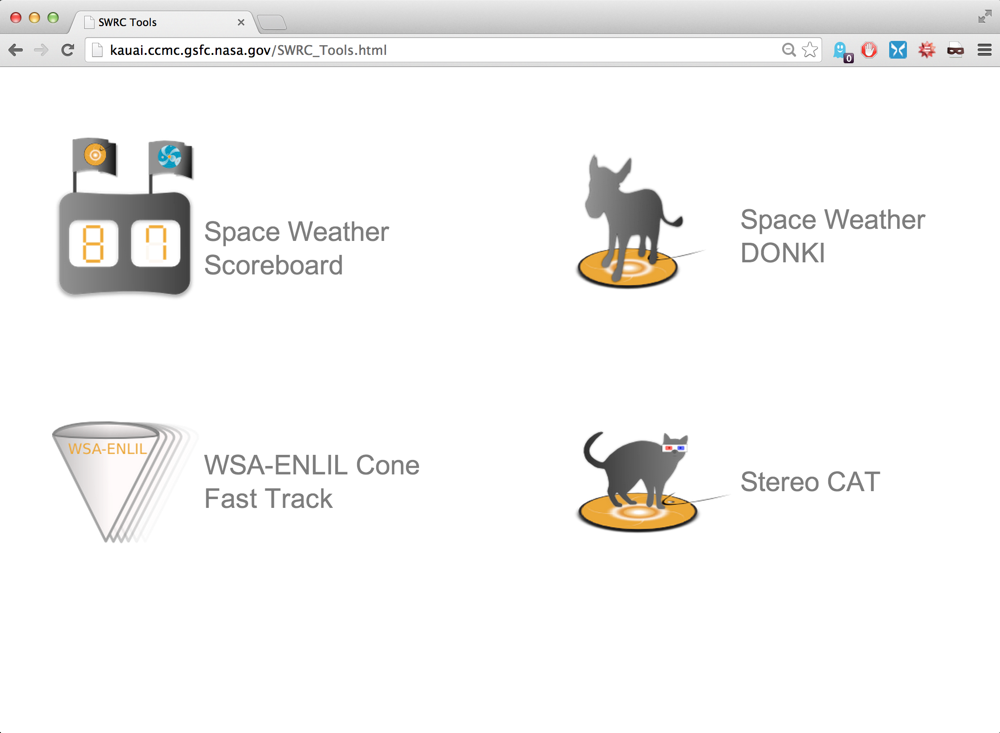 SWRC Tools
kauai.ccmc.gsfc.nasa.gov/SWRC_Tools.html
0
87
Space Weather
Scoreboard
Space Weather
DONKI
WSA-ENLIL
WSA-ENLIL Cone
Fast Track
Stereo CAT